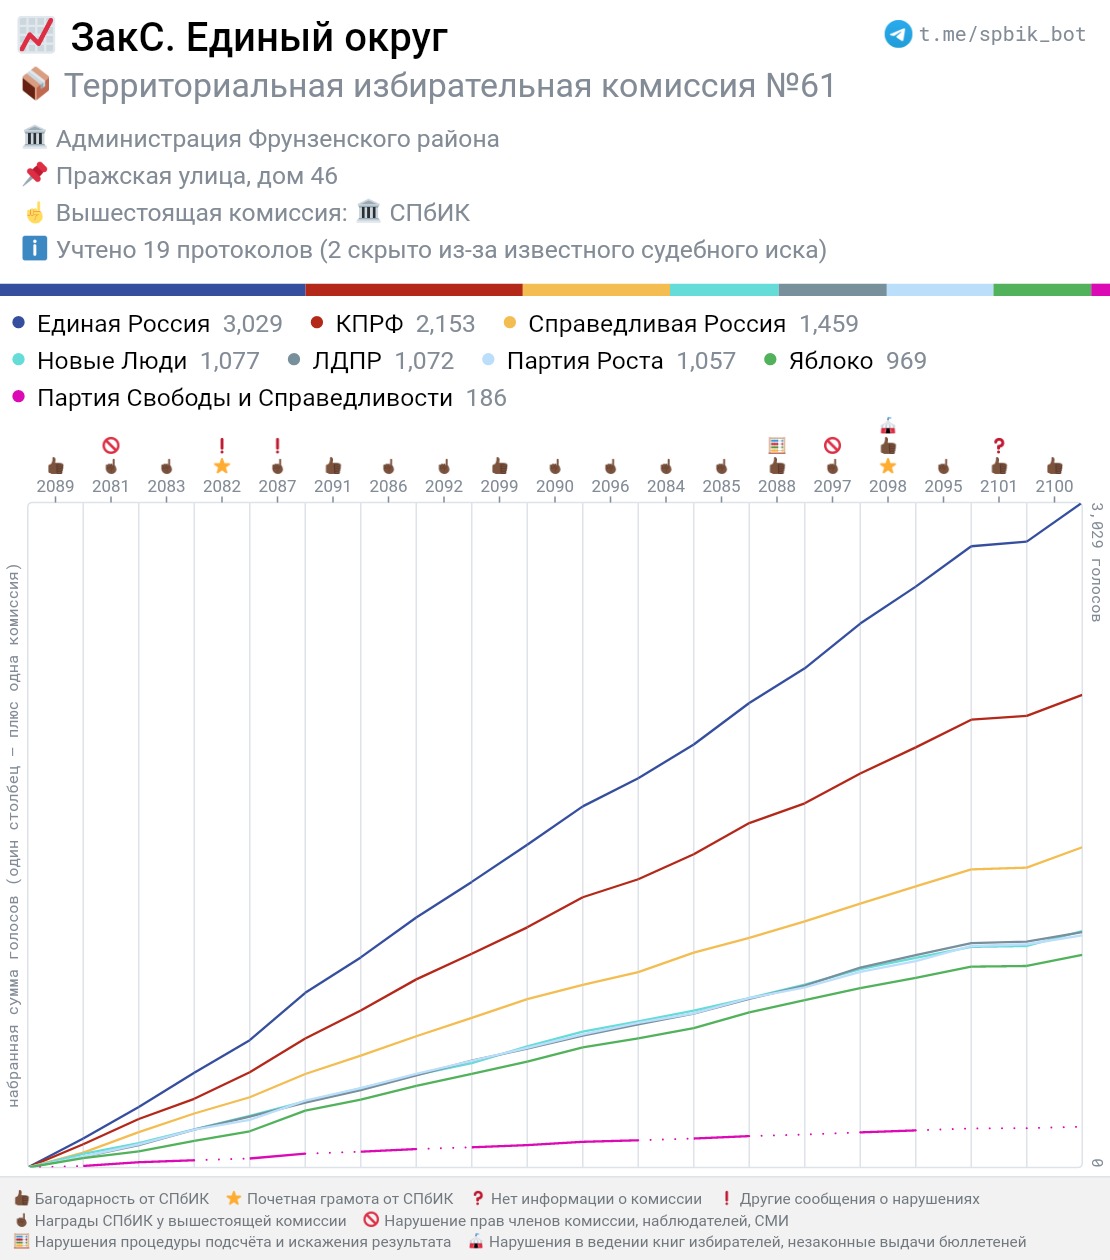 ЗакС. Единый округ
t.me/spbik_bot
Территориальная избирательная комиссия №61
Администрация Фрунзенского района
Пражская улица, дом 46
Вышестоящая комиссия: СПбИК
Учтено 19 протоколов (2 скрыто из-за известного судебного иска)
Единая Россия 3,029 КПРФ 2,153 Справедливая Россия 1,459
Новые Люди 1,077 ЛДПР 1,072 Партия Роста 1,057 Яблоко 969
Партия Свободы и Справедливости 186
2089 2081 2083 2082 2087 2091 2086 2092 2099 2090 2096 2084 2085 2088 2097 2098 2095 2101 2100
набранная сумма голосов (один столбец – плюс одна комиссия)
3,029 голосов
0
Багодарность от СПбИК Почетная грамота от СПбИК Нет информации о комиссии Другие сообщения о нарушениях
Награды СПбИК у вышестоящей комиссии Нарушение прав членов комиссии, наблюдателей, СМИ
Нарушения процедуры подсчёта и искажения результата Нарушения в ведении книг избирателей, незаконные выдачи бюллетеней